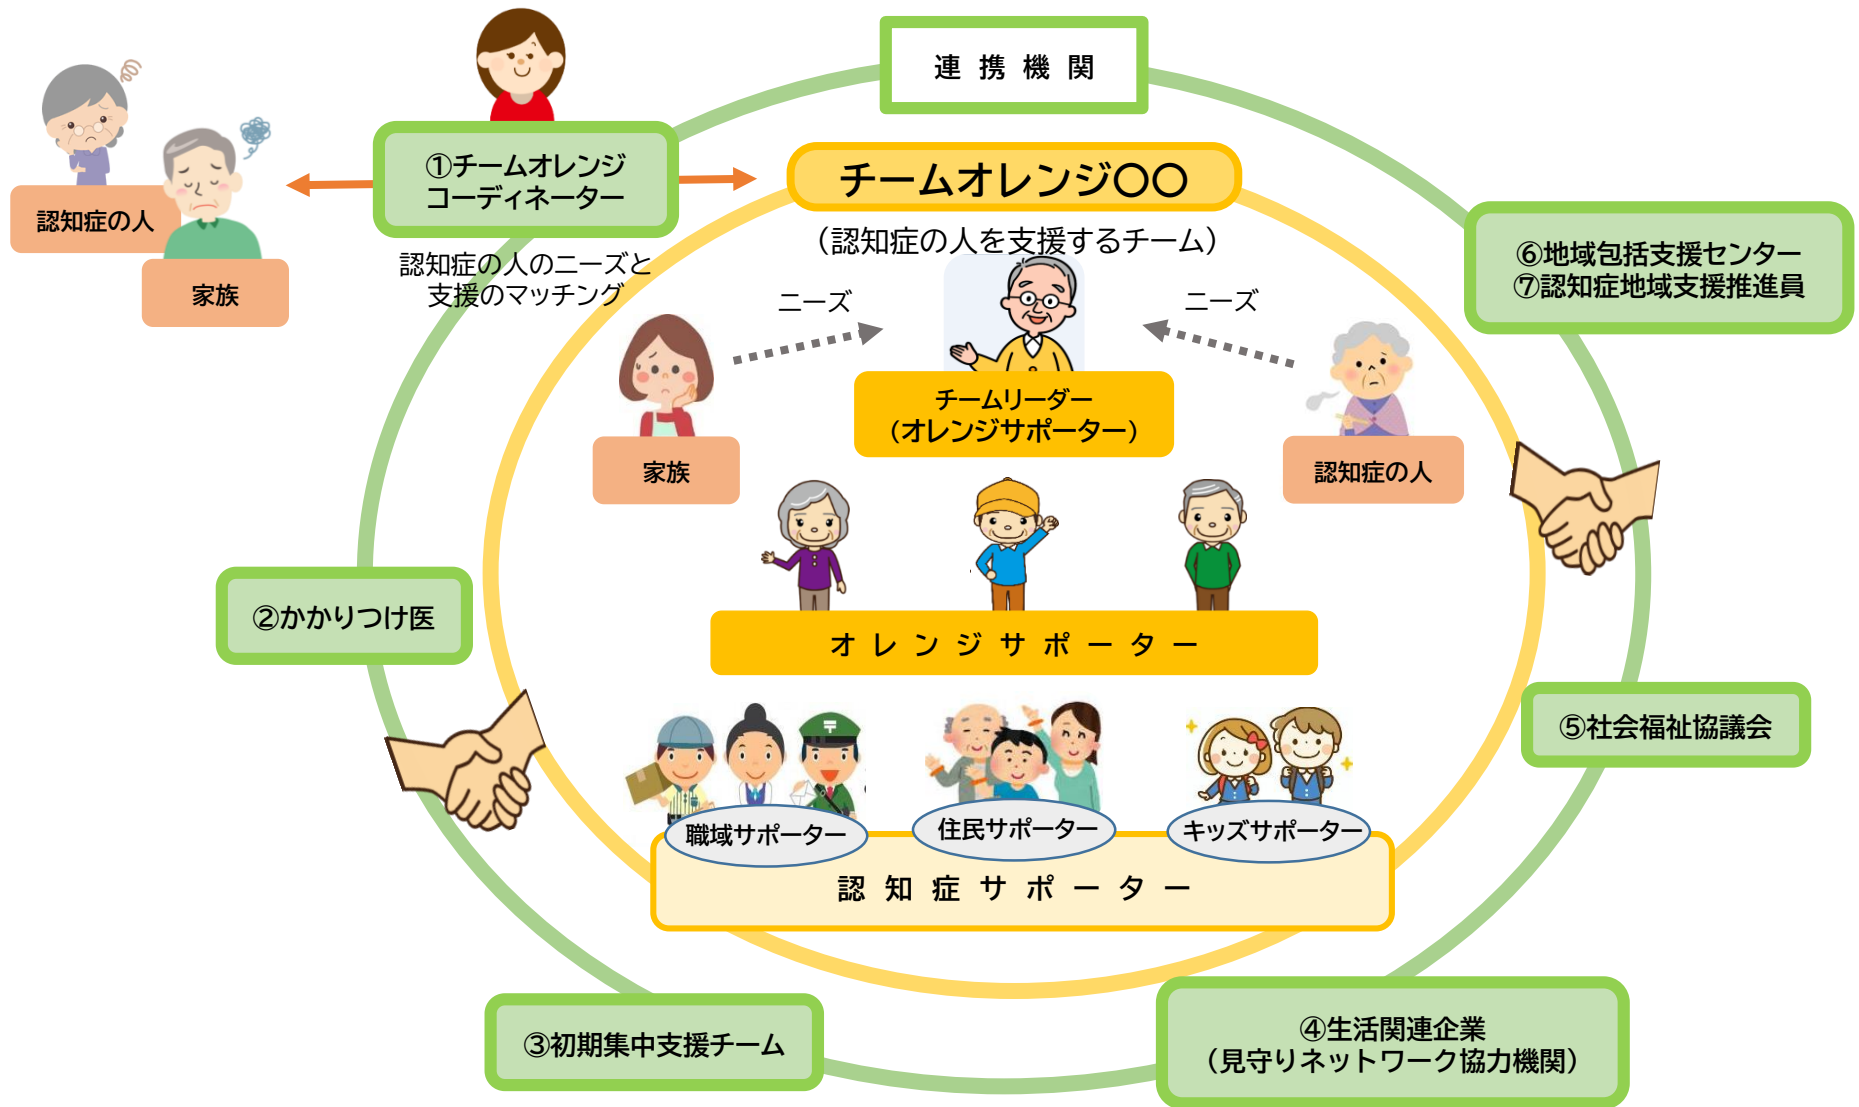 連携機関
①チームオレンジ
コーディネーター
認知症の人のニーズと
支援のマッチング
認知症の人
家族
チームオレンジ〇〇
（認知症の人を支援するチーム）
ニーズ
ニーズ
チームリーダー
（オレンジサポーター）
家族
認知症の人
オレンジサポーター
職域サポーター
住民サポーター
キッズサポーター
認知症サポーター
②かかりつけ医
③初期集中支援チーム
④生活関連企業
（見守りネットワーク協力機関）
⑤社会福祉協議会
⑥地域包括支援センター
⑦認知症地域支援推進員